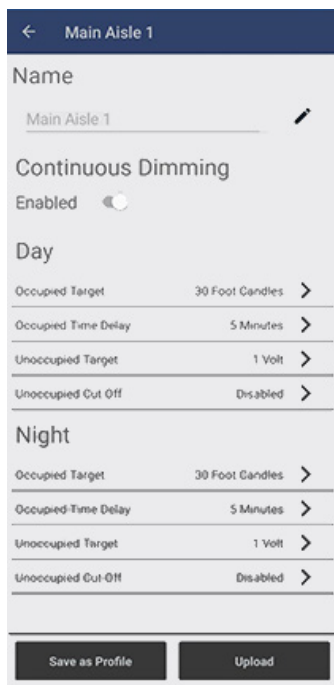 Main Aisle 1
Name
Main Aisle 1
Continuous Dimming
Enabled
Day
Occupied Target 30 Foot Candles
Occupied Time Delay 5 Minutes
Unoccupied Target 1 Volt
Unoccupied Cut Off Disabled
Night
Occupied Target 30 Foot Candles
Occupied Time Delay 5 Minutes
Unoccupied Target 1 Volt
Unoccupied Cut-Off Disabled
Save as Profile Upload